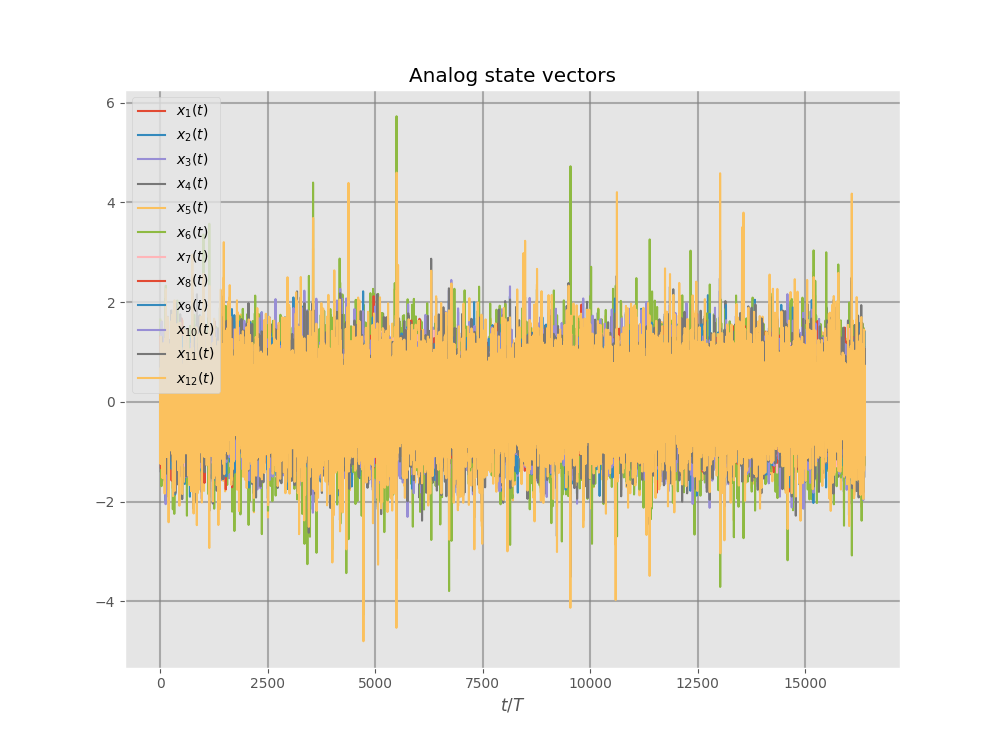 Analog state vectors
6
4
2
0
−2
−4
x₁(t)
x₂(t)
x₃(t)
x₄(t)
x₅(t)
x₆(t)
x₇(t)
x₈(t)
x₉(t)
x₁₀(t)
x₁₁(t)
x₁₂(t)
0 2500 5000 7500 10000 12500 15000
t/T